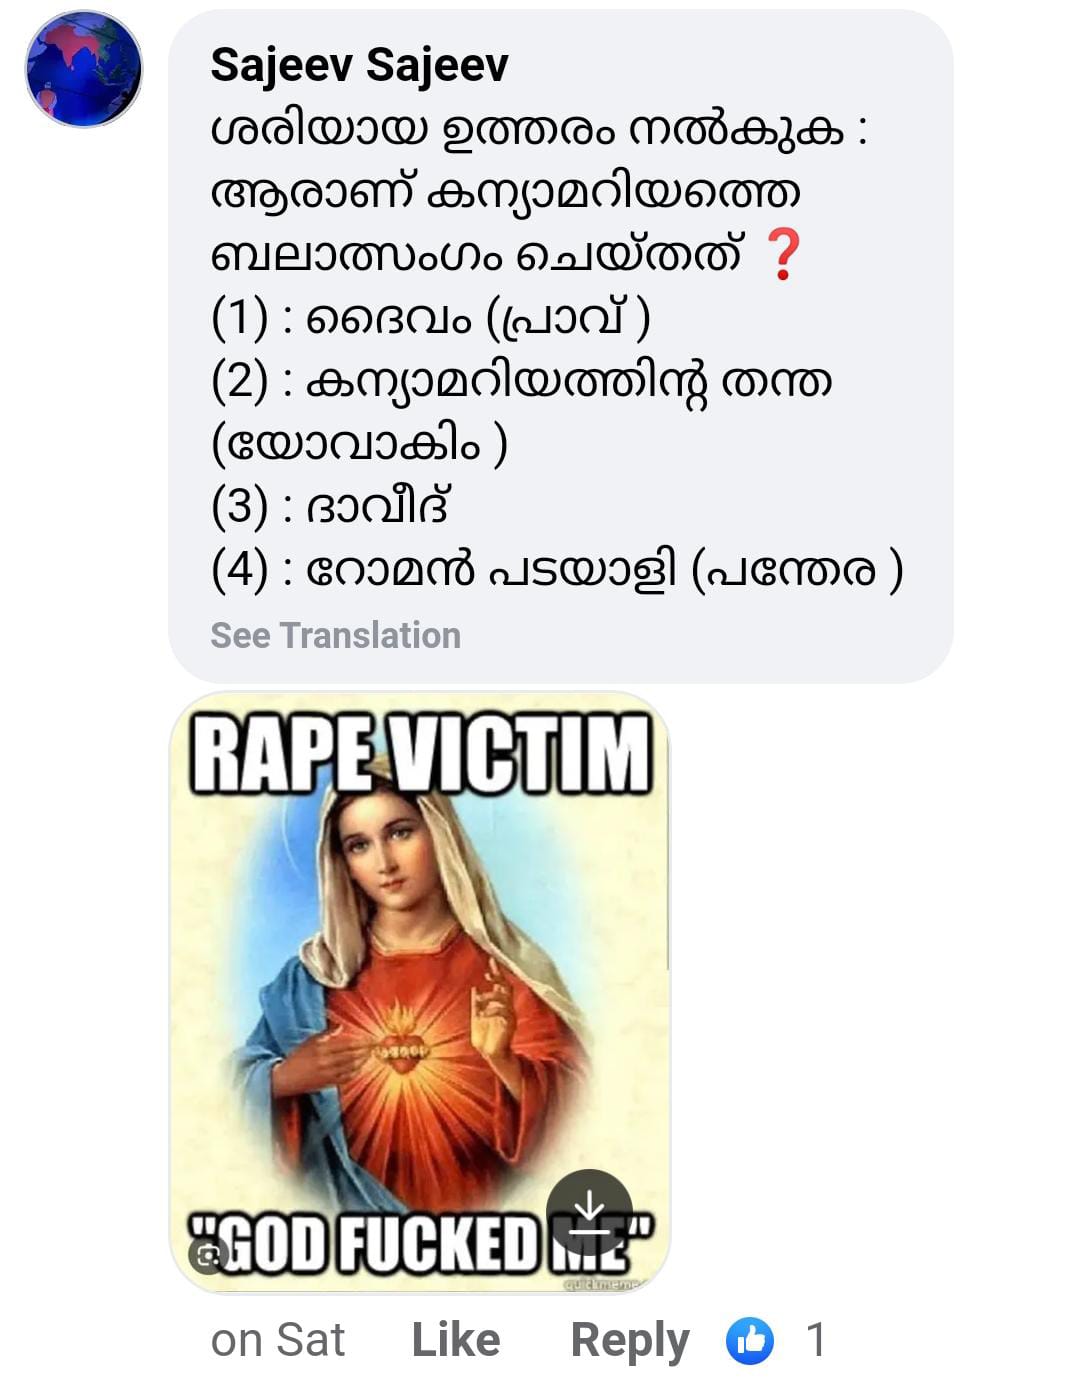 Sajeev Sajeev
ശരിയായ ഉത്തരം നൽകുക :
ആരാണ് കന്യാമറിയത്തെ
ബലാത്സംഗം ചെയ്തത് ❓
(1) : ദൈവം (പ്രാവ് )
(2) : കന്യാമറിയത്തിന്റ തന്ത
(യോവാകിം )
(3) : ദാവീദ്
(4) : റോമൻ പടയാളി (പന്തേര )
See Translation
RAPE VICTIM
"GOD FUCKED ME"
quickmeme
on Sat Like Reply 1